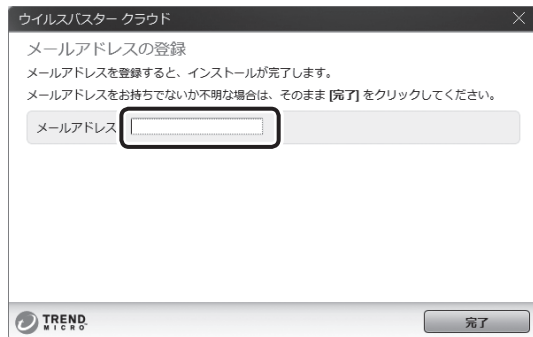 ウイルスバスター クラウド
メールアドレスの登録
メールアドレスを登録すると、インストールが完了します。
メールアドレスをお持ちでないか不明な場合は、そのまま [完了] をクリックしてください。
メールアドレス
TREND
MICRO
完了